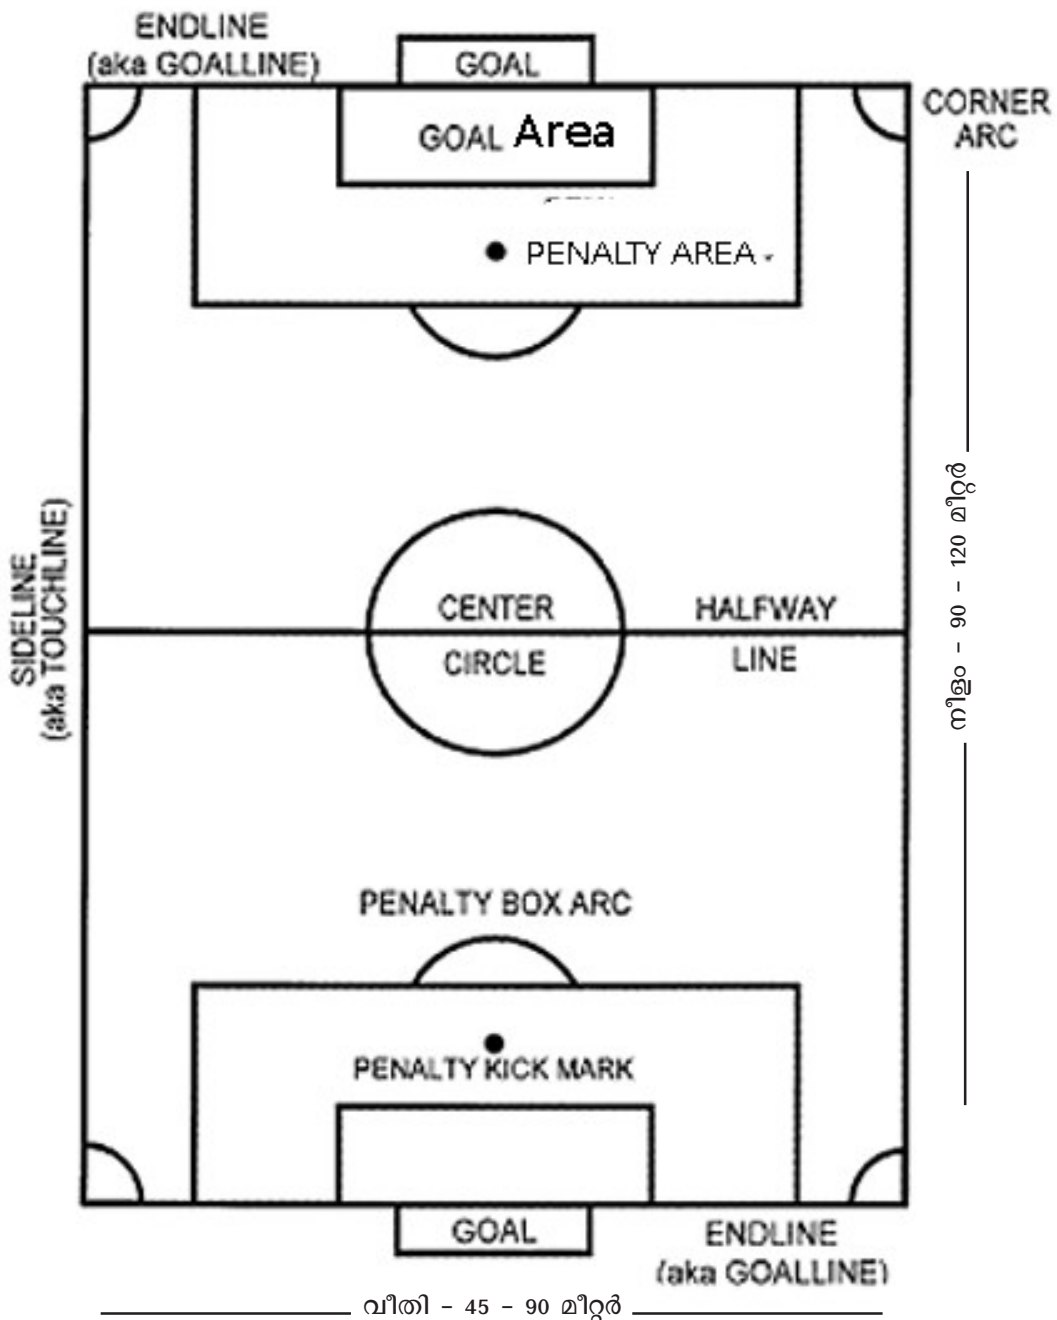 ENDLINE
(aka GOALLINE)
GOAL
CORNER
ARC
GOAL Area
PENALTY AREA
SIDELINE
(aka TOUCHLINE)
CENTER
CIRCLE
HALFWAY
LINE
നീളം - 90 - 120 മീറ്റർ
PENALTY BOX ARC
PENALTY KICK MARK
GOAL
ENDLINE
(aka GOALLINE)
വീതി - 45 - 90 മീറ്റർ